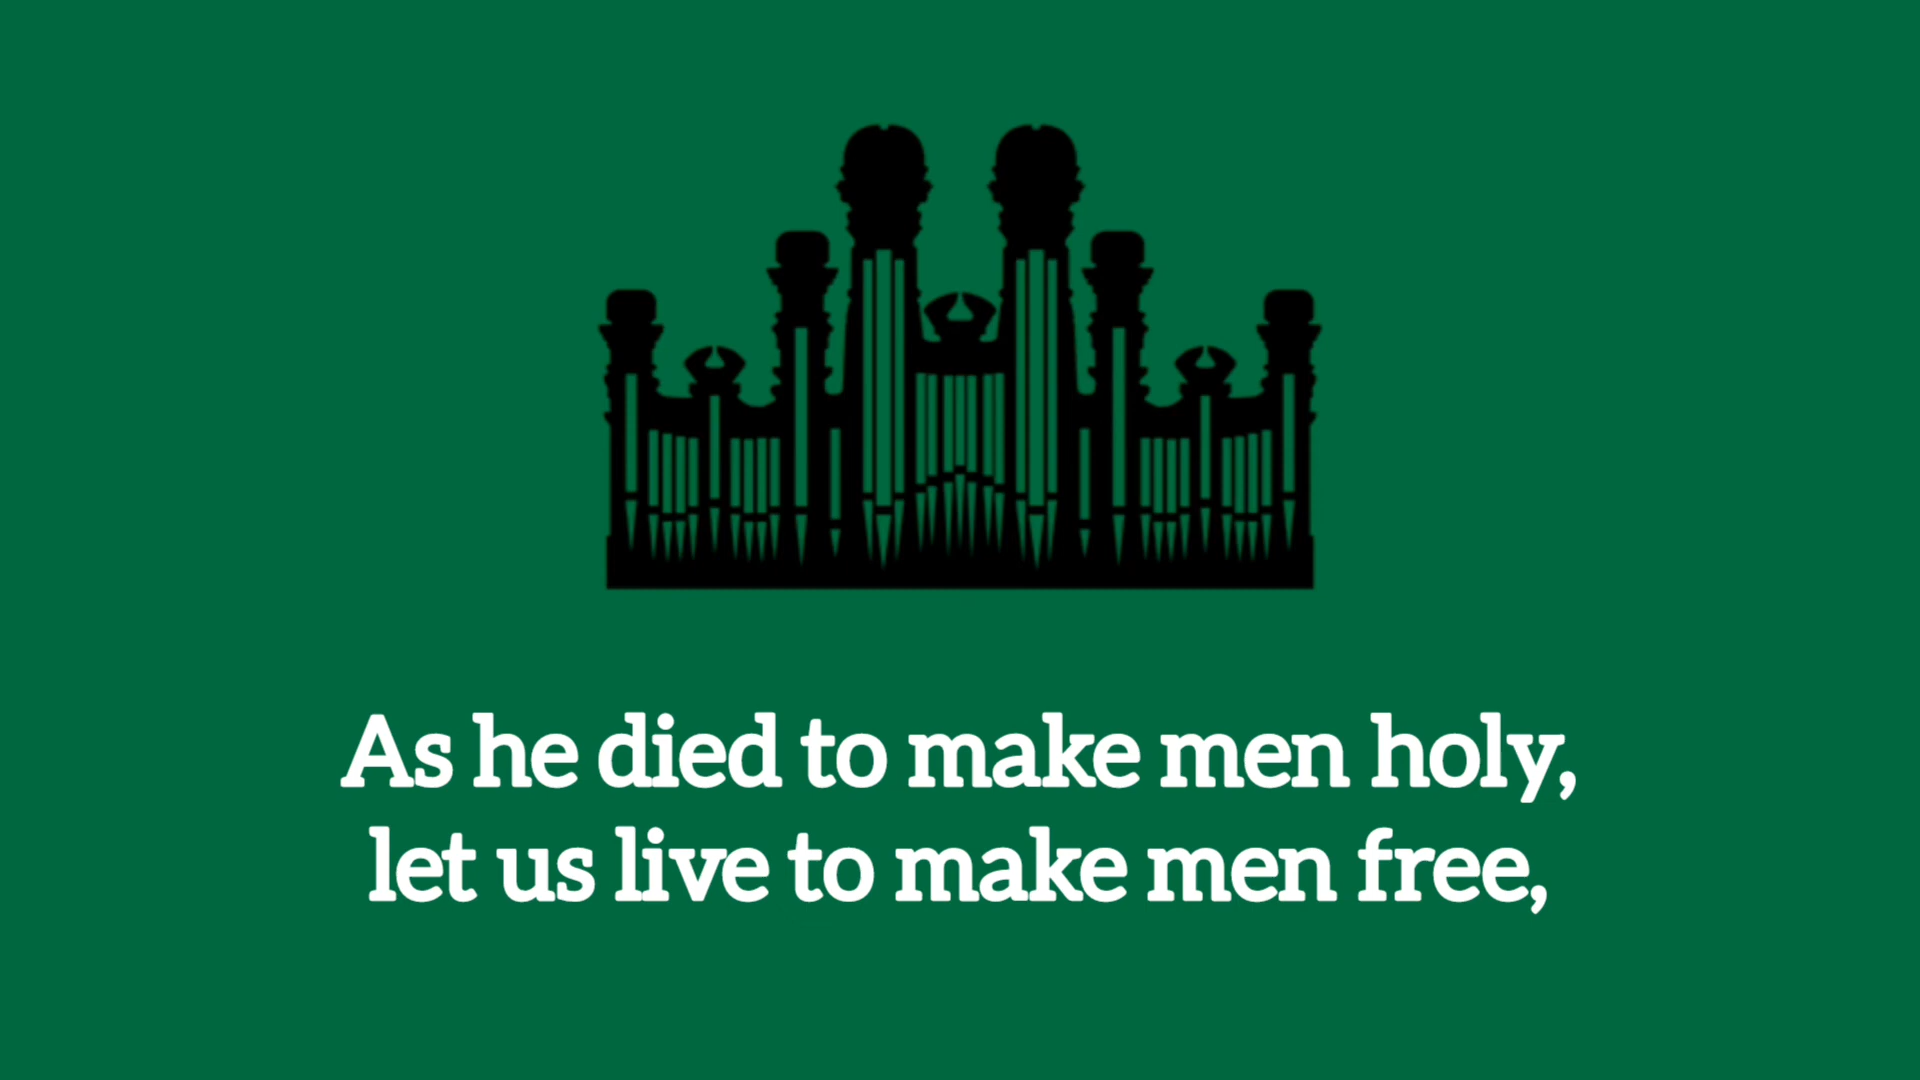 As he died to make men holy,
let us live to make men free,